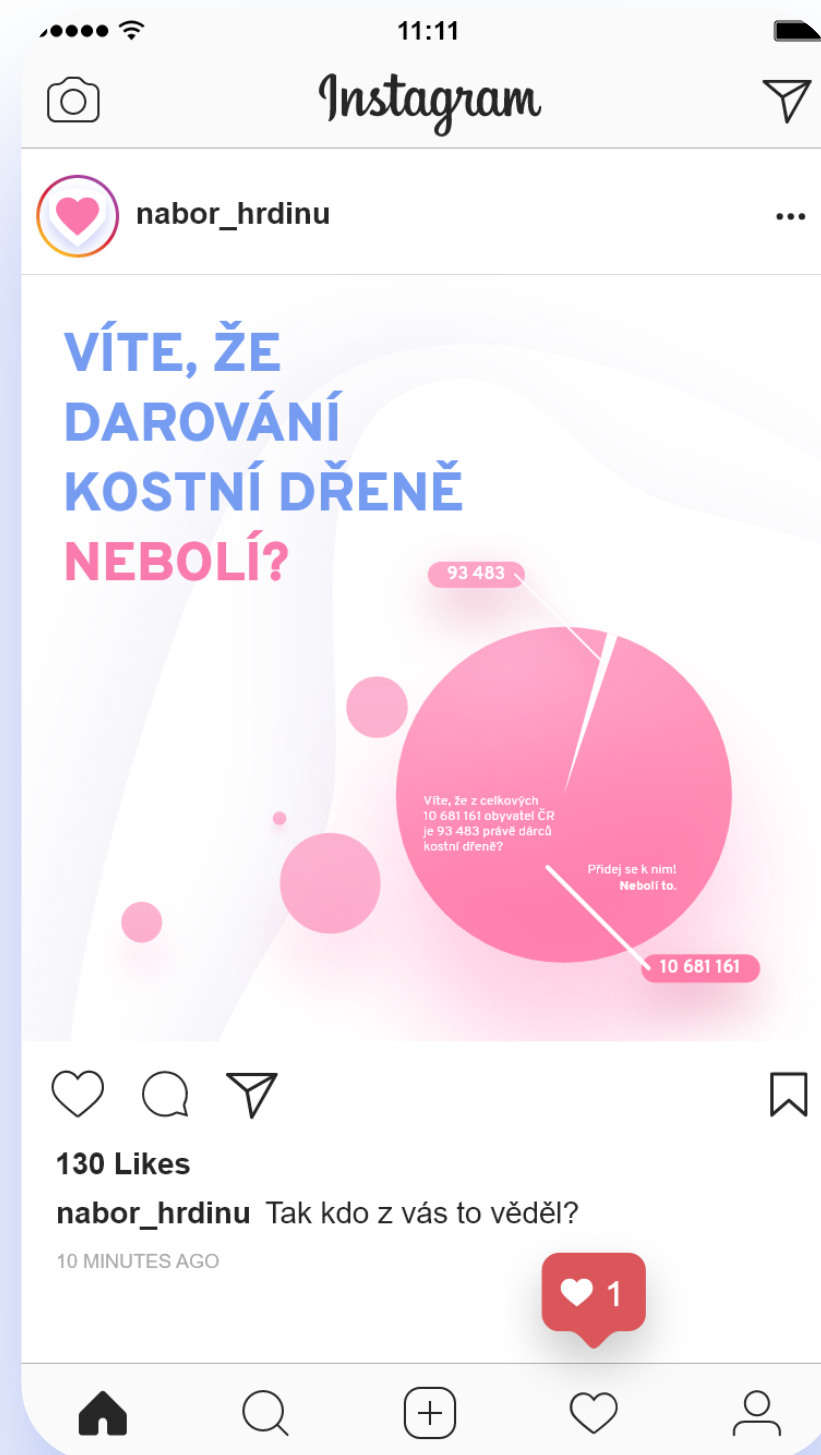 11:11
Instagram
nabor_hrdinu
VÍTE, ŽE
DAROVÁNÍ
KOSTNÍ DŘENĚ
NEBOLÍ?
93 483
Víte, že z celkových
10 681 161 obyvatel ČR
je 93 483 právě dárců
kostní dřeně?
Přidej se k nim!
Nebolí to.
10 681 161
130 Likes
nabor_hrdinu Tak kdo z vás to věděl?
10 MINUTES AGO
1